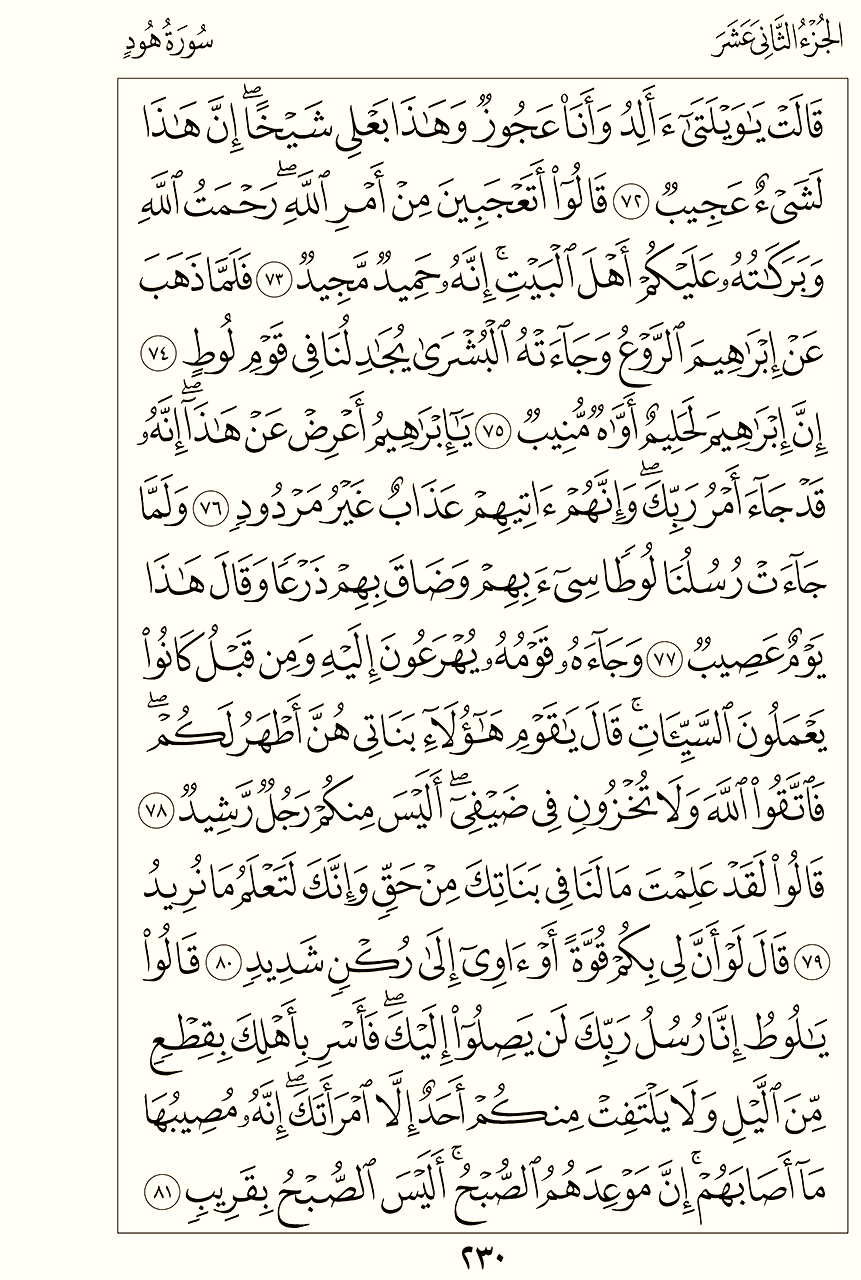 الجُزْءُ الثَّانِي عَشَرَ
سُورَةُ هُودٍ
قَالَتْ يَـٰوَيْلَتَىٰٓ ءَأَلِدُ وَأَنَا۠ عَجُوزٌ وَهَـٰذَا بَعْلِى شَيْخًا ۖ إِنَّ هَـٰذَا
لَشَىْءٌ عَجِيبٌ ٧٢ قَالُوٓا۟ أَتَعْجَبِينَ مِنْ أَمْرِ ٱللَّهِ ۖ رَحْمَتُ ٱللَّهِ
وَبَرَكَـٰتُهُۥ عَلَيْكُمْ أَهْلَ ٱلْبَيْتِ ۚ إِنَّهُۥ حَمِيدٌ مَّجِيدٌ ٧٣ فَلَمَّا ذَهَبَ
عَنْ إِبْرَٰهِيمَ ٱلرَّوْعُ وَجَآءَتْهُ ٱلْبُشْرَىٰ يُجَـٰدِلُنَا فِى قَوْمِ لُوطٍ ٧٤
إِنَّ إِبْرَٰهِيمَ لَحَلِيمٌ أَوَّٰهٌ مُّنِيبٌ ٧٥ يَـٰٓإِبْرَٰهِيمُ أَعْرِضْ عَنْ هَـٰذَآ ۖ إِنَّهُۥ
قَدْ جَآءَ أَمْرُ رَبِّكَ ۖ وَإِنَّهُمْ ءَاتِيهِمْ عَذَابٌ غَيْرُ مَرْدُودٍ ٧٦ وَلَمَّا
جَآءَتْ رُسُلُنَا لُوطًا سِىٓءَ بِهِمْ وَضَاقَ بِهِمْ ذَرْعًا وَقَالَ هَـٰذَا
يَوْمٌ عَصِيبٌ ٧٧ وَجَآءَهُۥ قَوْمُهُۥ يُهْرَعُونَ إِلَيْهِ وَمِن قَبْلُ كَانُوا۟
يَعْمَلُونَ ٱلسَّيِّـَٔاتِ ۚ قَالَ يَـٰقَوْمِ هَـٰٓؤُلَآءِ بَنَاتِى هُنَّ أَطْهَرُ لَكُمْ ۖ
فَٱتَّقُوا۟ ٱللَّهَ وَلَا تُخْزُونِ فِى ضَيْفِىٓ ۖ أَلَيْسَ مِنكُمْ رَجُلٌ رَّشِيدٌ ٧٨
قَالُوا۟ لَقَدْ عَلِمْتَ مَا لَنَا فِى بَنَاتِكَ مِنْ حَقٍّ وَإِنَّكَ لَتَعْلَمُ مَا نُرِيدُ
٧٩ قَالَ لَوْ أَنَّ لِى بِكُمْ قُوَّةً أَوْ ءَاوِىٓ إِلَىٰ رُكْنٍ شَدِيدٍ ٨٠ قَالُوا۟
يَـٰلُوطُ إِنَّا رُسُلُ رَبِّكَ لَن يَصِلُوٓا۟ إِلَيْكَ ۖ فَأَسْرِ بِأَهْلِكَ بِقِطْعٍ
مِّنَ ٱلَّيْلِ وَلَا يَلْتَفِتْ مِنكُمْ أَحَدٌ إِلَّا ٱمْرَأَتَكَ ۖ إِنَّهُۥ مُصِيبُهَا
مَآ أَصَابَهُمْ ۚ إِنَّ مَوْعِدَهُمُ ٱلصُّبْحُ ۚ أَلَيْسَ ٱلصُّبْحُ بِقَرِيبٍ ٨١
٢٣٠